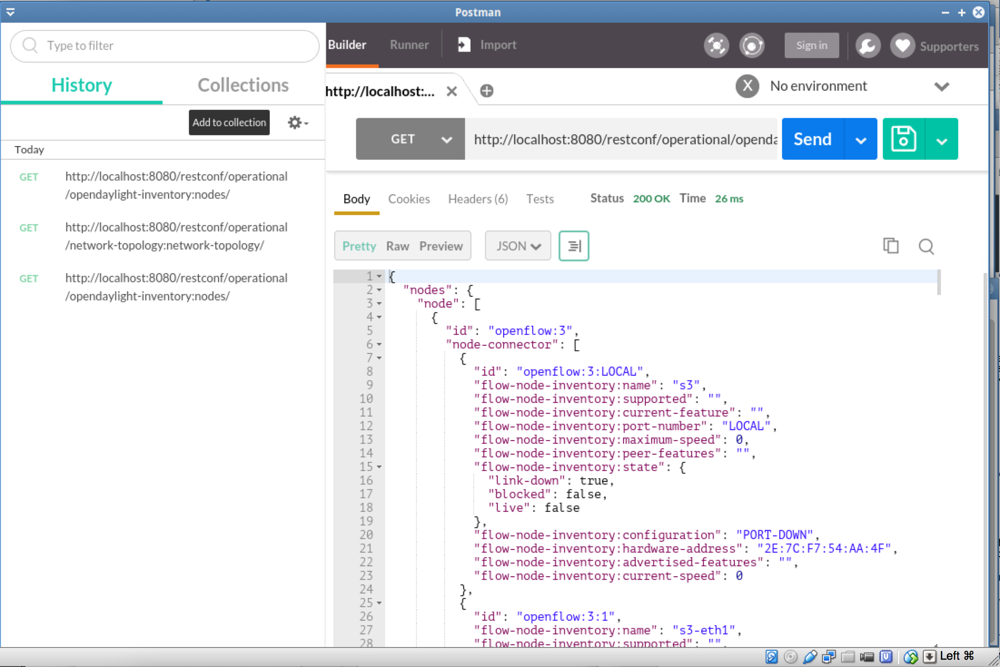 Postman
Type to filter
Builder
Runner
Import
Sign in
Supporters
History
Collections
http://localhost:...
X
No environment
Add to collection
GET
http://localhost:8080/restconf/operational/openda
Send
Today
GET
http://localhost:8080/restconf/operational
/opendaylight-inventory:nodes/
GET
http://localhost:8080/restconf/operational
/network-topology:network-topology/
GET
http://localhost:8080/restconf/operational
/opendaylight-inventory:nodes/
Body
Cookies
Headers (6)
Tests
Status 200 OK Time 26 ms
Pretty Raw Preview
JSON
1 {
2 "nodes": {
3 "node": [
4 {
5 "id": "openflow:3",
6 "node-connector": [
7 {
8 "id": "openflow:3:LOCAL",
9 "flow-node-inventory:name": "s3",
10 "flow-node-inventory:supported": "",
11 "flow-node-inventory:current-feature": "",
12 "flow-node-inventory:port-number": "LOCAL",
13 "flow-node-inventory:maximum-speed": 0,
14 "flow-node-inventory:peer-features": "",
15 "flow-node-inventory:state": {
16 "link-down": true,
17 "blocked": false,
18 "live": false
19 },
20 "flow-node-inventory:configuration": "PORT-DOWN",
21 "flow-node-inventory:hardware-address": "2E:7C:F7:54:AA:4F",
22 "flow-node-inventory:advertised-features": "",
23 "flow-node-inventory:current-speed": 0
24 },
25 {
26 "id": "openflow:3:1",
27 "flow-node-inventory:name": "s3-eth1",
28 "flow-node-inventory:supported": "",
Left ⌘